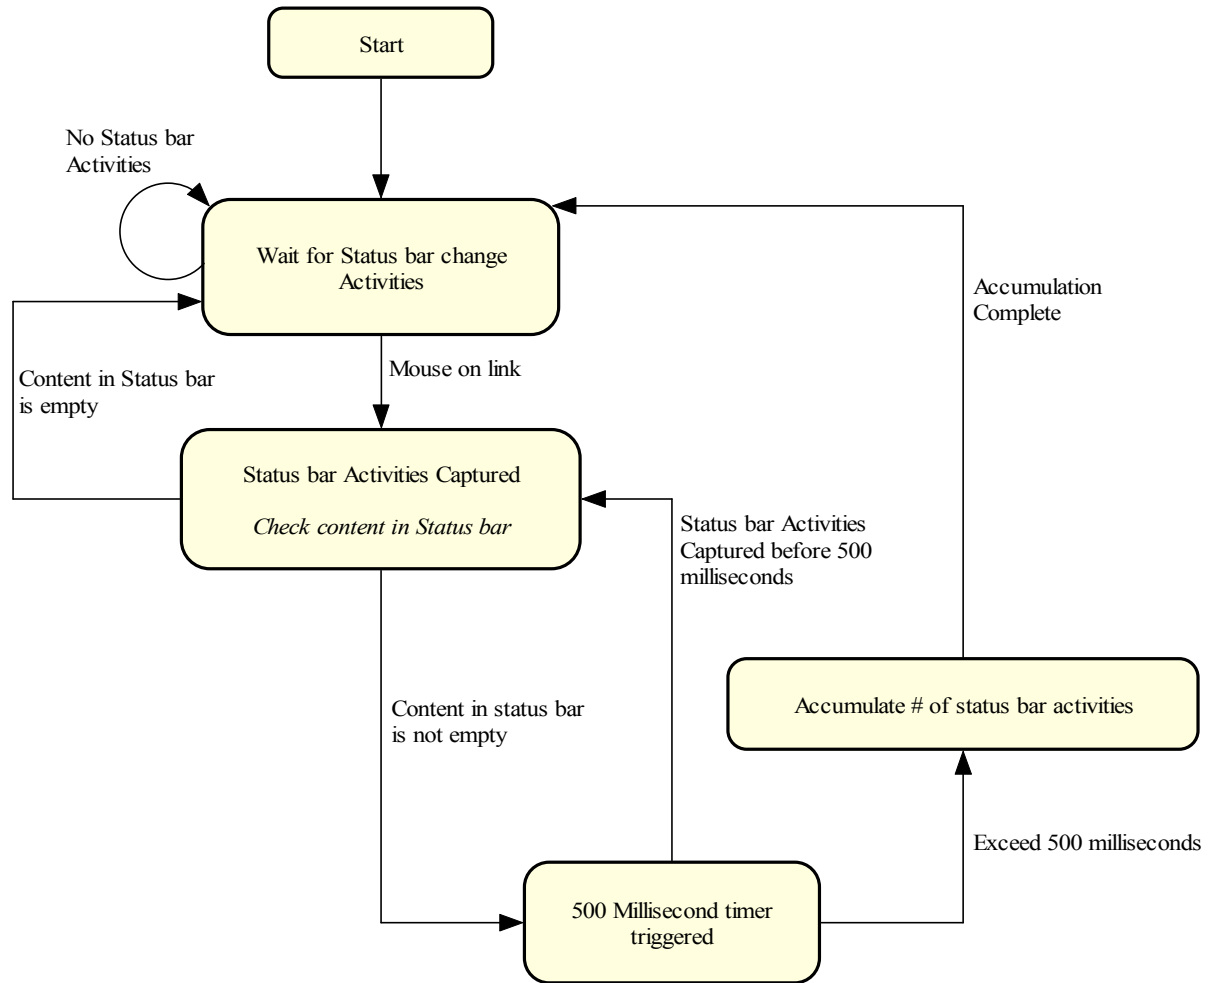 Start
No Status bar
Activities
Wait for Status bar change
Activities
Accumulation
Complete
Mouse on link
Content in Status bar
is empty
Status bar Activities Captured
Check content in Status bar
Status bar Activities
Captured before 500
milliseconds
Content in status bar
is not empty
Accumulate # of status bar activities
Exceed 500 milliseconds
500 Millisecond timer
triggered